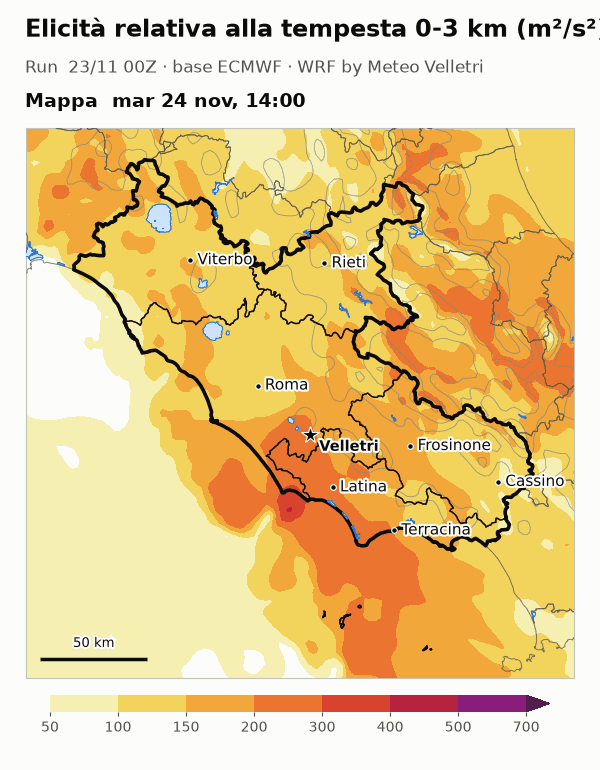 Elicità relativa alla tempesta 0-3 km (m²/s²)
Run 23/11 00Z · base ECMWF · WRF by Meteo Velletri
Mappa mar 24 nov, 14:00
Viterbo
Rieti
Roma
Velletri
Frosinone
Cassino
Latina
Terracina
50 km
50 100 150 200 300 400 500 700